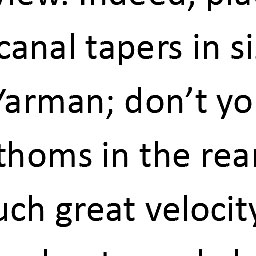 view. Indeed, pla
canal tapers in si
Yarman; don't yo
thoms in the rear
uch great velocity